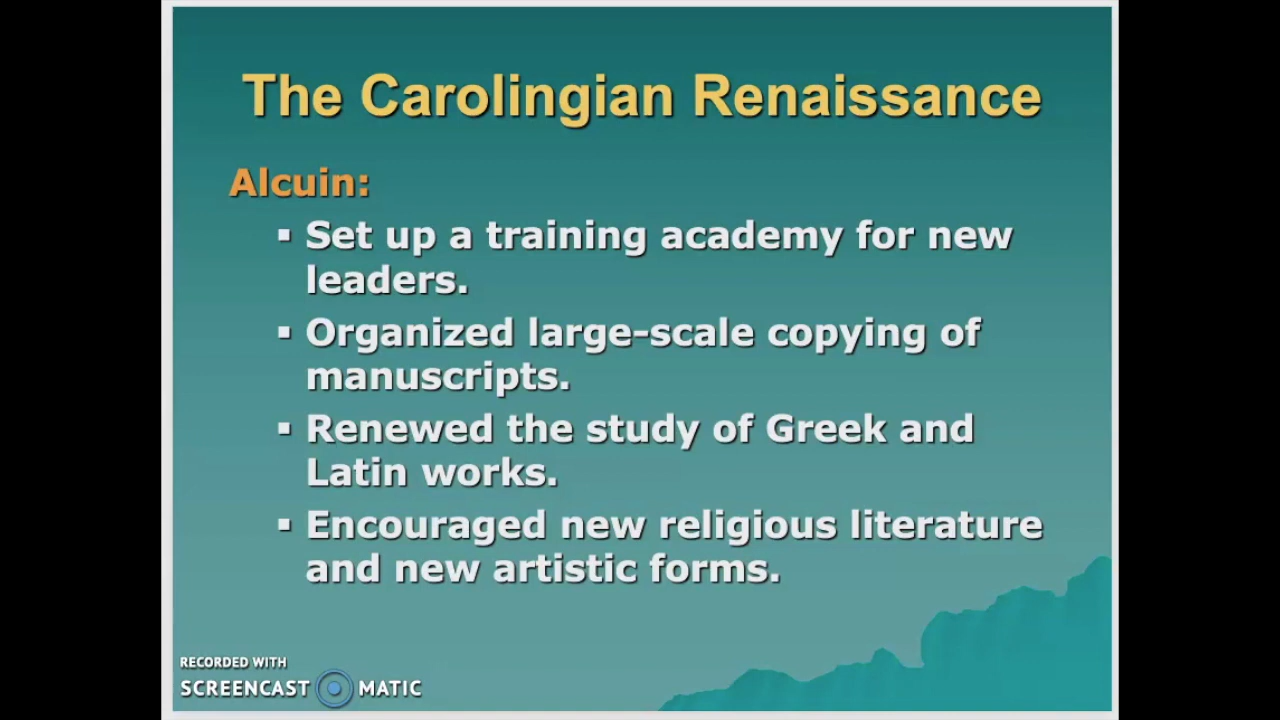 The Carolingian Renaissance
Alcuin:
▪ Set up a training academy for new
leaders.
▪ Organized large-scale copying of
manuscripts.
▪ Renewed the study of Greek and
Latin works.
▪ Encouraged new religious literature
and new artistic forms.
RECORDED WITH
SCREENCAST MATIC